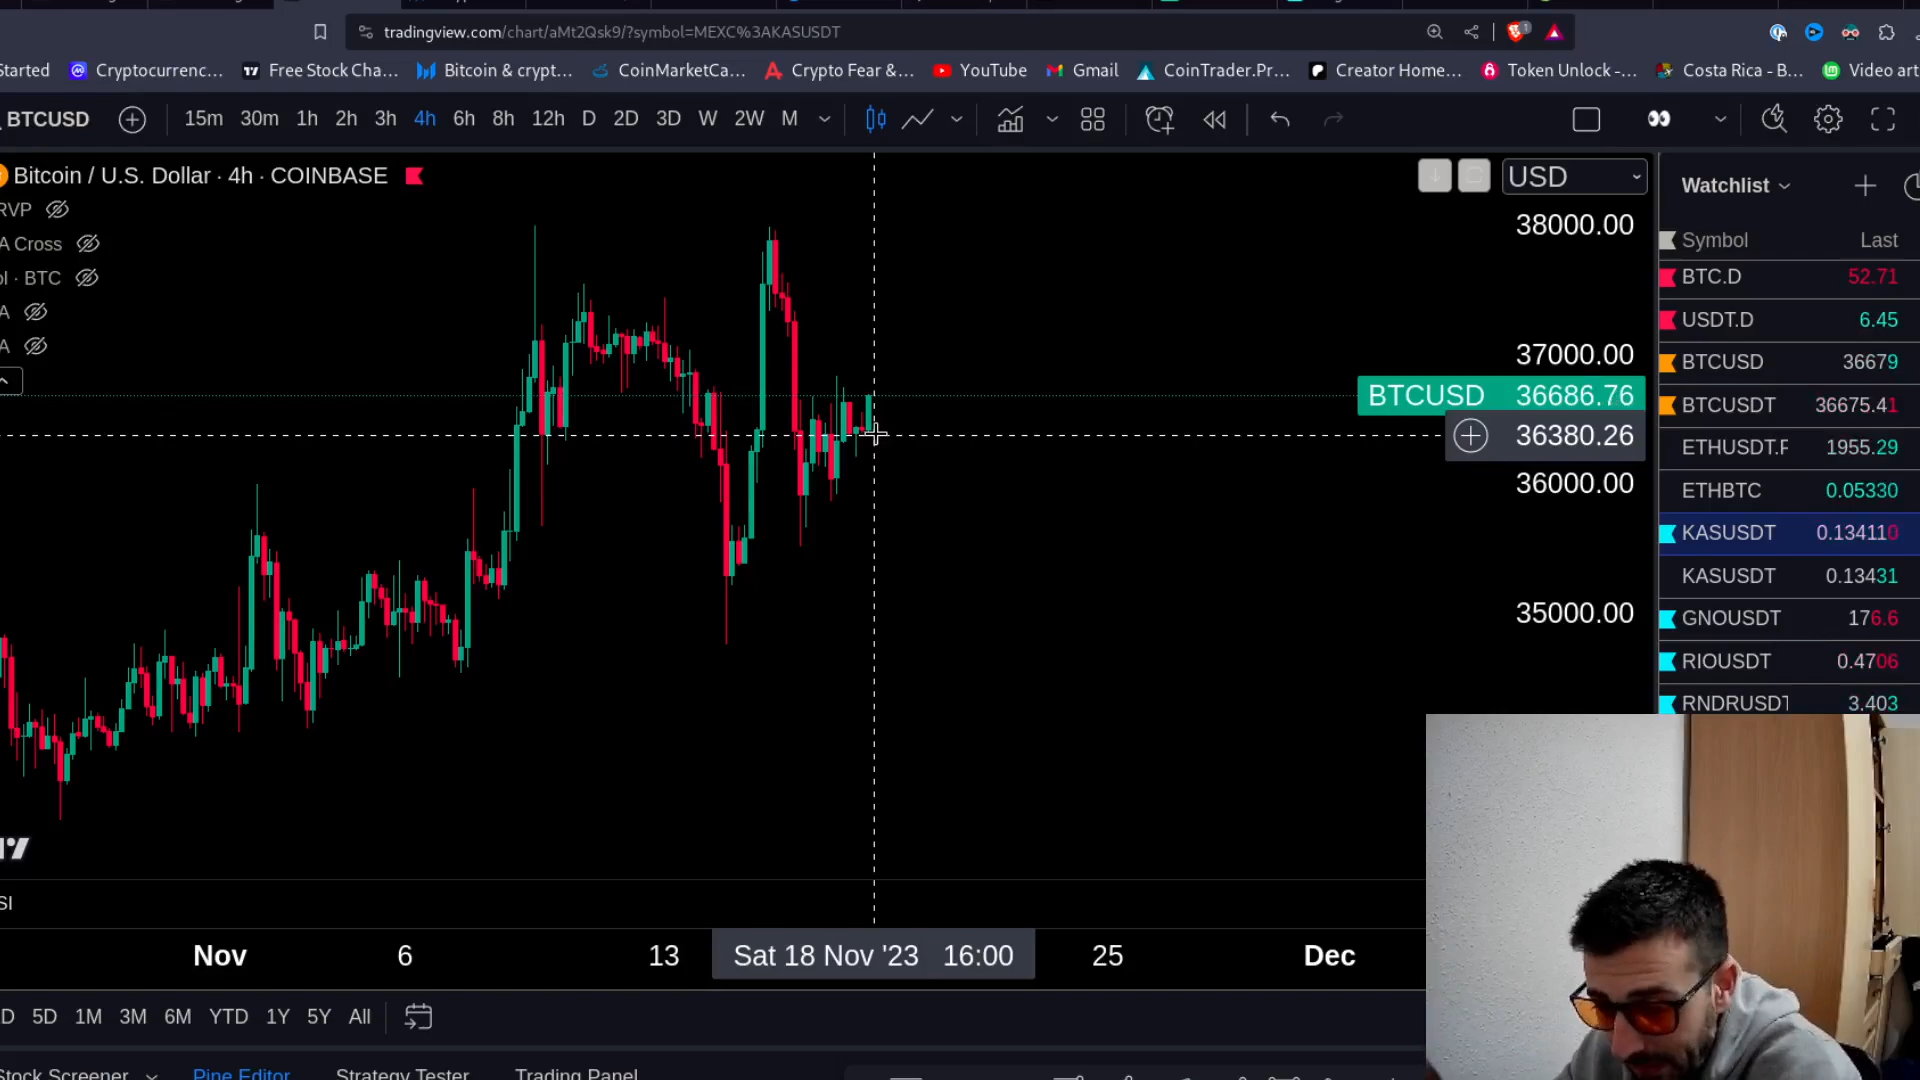 tradingview.com/chart/aMt2Qsk9/?symbol=MEXC%3AKASUSDT
1
Started Cryptocurrenc... Free Stock Cha... Bitcoin & crypt... CoinMarketCa... Crypto Fear &... YouTube Gmail CoinTrader.Pr... Creator Home... Token Unlock -... Costa Rica - B... Video art
BTCUSD 15m 30m 1h 2h 3h 4h 6h 8h 12h D 2D 3D W 2W M
Bitcoin / U.S. Dollar · 4h · COINBASE
USD
RVP
A Cross
ol · BTC
A
A
38000.00
37000.00
BTCUSD 36686.76
36380.26
36000.00
35000.00
Watchlist
Symbol Last
BTC.D 52.71
USDT.D 6.45
BTCUSD 36679
BTCUSDT 36675.41
ETHUSDT.P 1955.29
ETHBTC 0.05330
KASUSDT 0.134110
KASUSDT 0.13431
GNOUSDT 176.6
RIOUSDT 0.4706
RNDRUSDT 3.403
SI
Nov 6 13 Sat 18 Nov '23 16:00 25 Dec
D 5D 1M 3M 6M YTD 1Y 5Y All
Stock Screener Pine Editor Strategy Tester Trading Panel